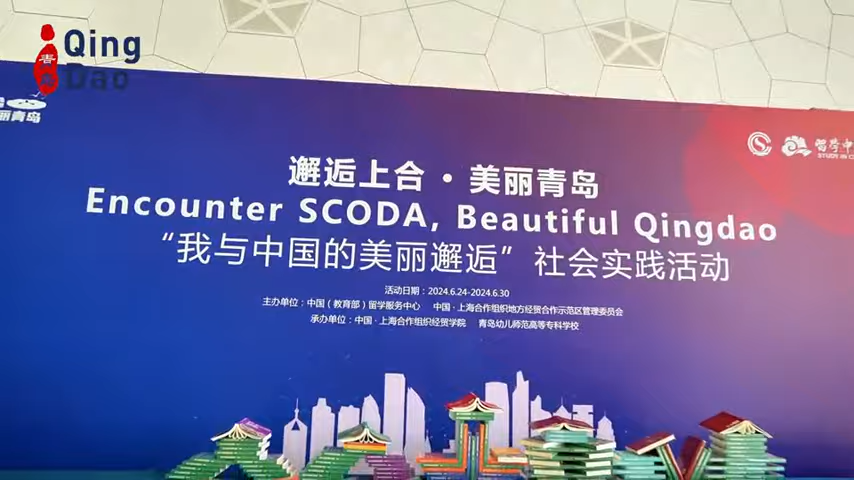 Qing
Dao
青岛
丽青岛
留学中
STUDY IN C
邂逅上合·美丽青岛
Encounter SCODA, Beautiful Qingdao
“我与中国的美丽邂逅”社会实践活动
活动日期：2024.6.24-2024.6.30
主办单位：中国（教育部）留学服务中心 中国·上海合作组织地方经贸合作示范区管理委员会
承办单位：中国·上海合作组织经贸学院 青岛幼儿师范高等专科学校